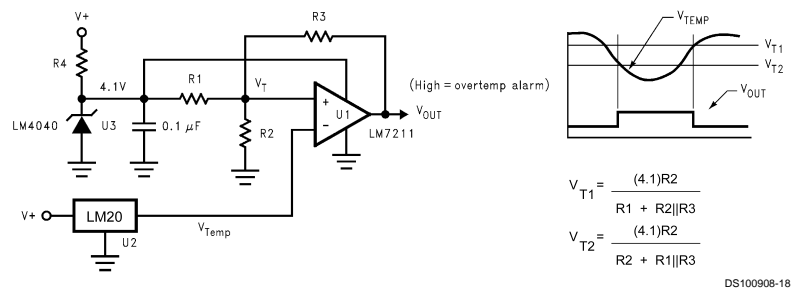 V+
R3
R4
4.1V
R1
V_T
(High = overtemp alarm)
LM4040
U3
0.1 μF
R2
+
−
U1
V_OUT
LM7211
V+
LM20
U2
V_Temp
V_TEMP
V_T1
V_T2
V_OUT
V_T1 = (4.1)R2
R1 + R2||R3
V_T2 = (4.1)R2
R2 + R1||R3
DS100908-18